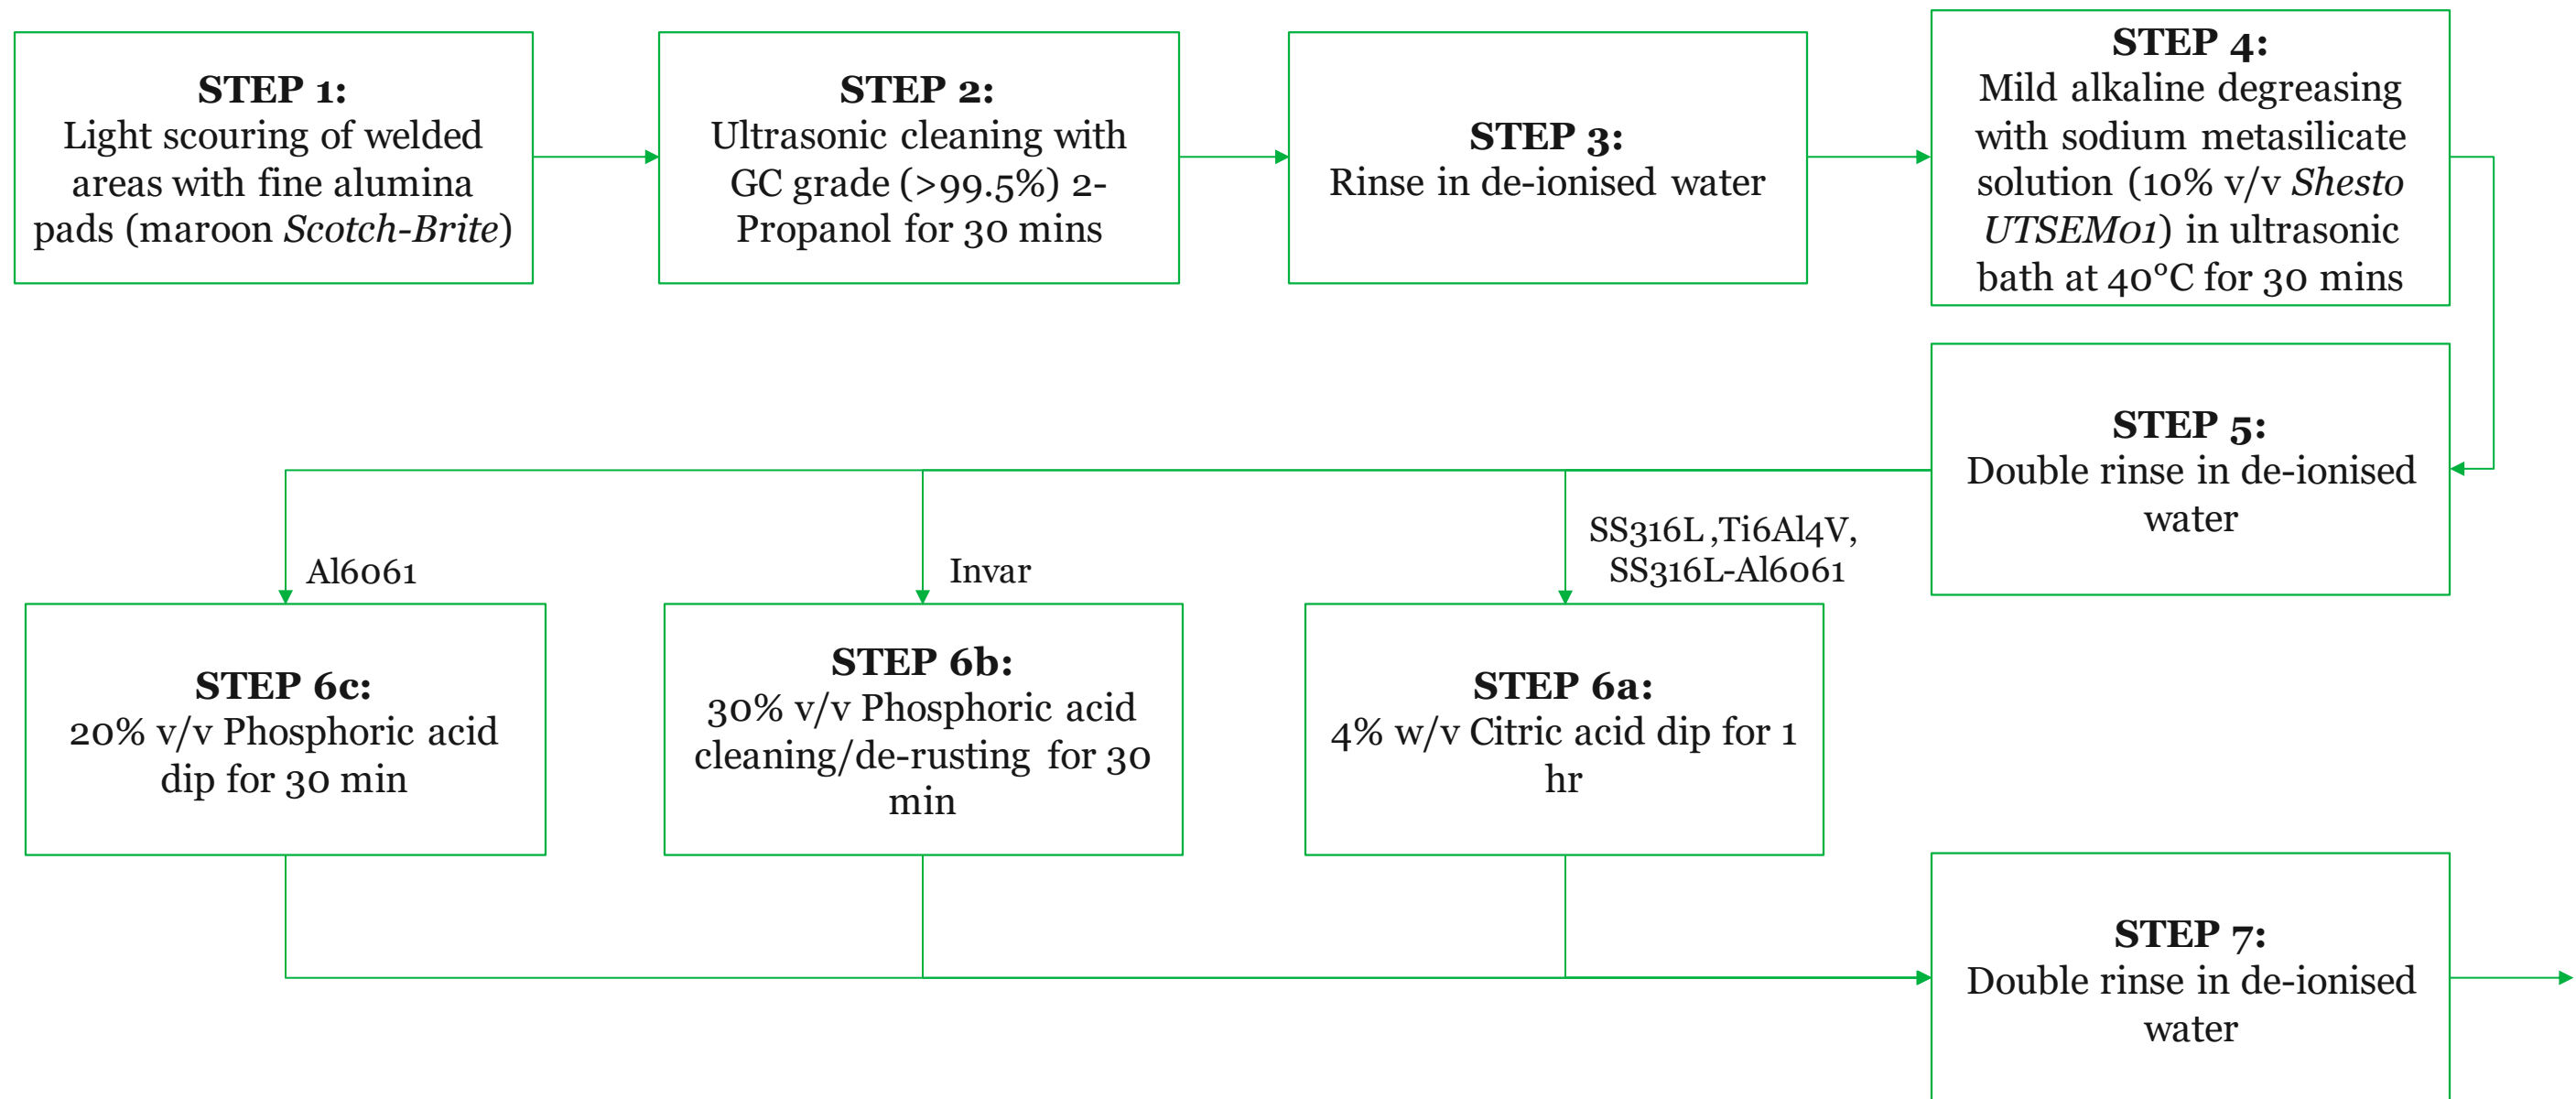 STEP 1:
Light scouring of welded
areas with fine alumina
pads (maroon Scotch-Brite)
STEP 2:
Ultrasonic cleaning with
GC grade (>99.5%) 2-
Propanol for 30 mins
STEP 3:
Rinse in de-ionised water
STEP 4:
Mild alkaline degreasing
with sodium metasilicate
solution (10% v/v Shesto
UTSEM01) in ultrasonic
bath at 40°C for 30 mins
STEP 5:
Double rinse in de-ionised
water
SS316L ,Ti6Al4V,
SS316L-Al6061
Invar
Al6061
STEP 6c:
20% v/v Phosphoric acid
dip for 30 min
STEP 6b:
30% v/v Phosphoric acid
cleaning/de-rusting for 30
min
STEP 6a:
4% w/v Citric acid dip for 1
hr
STEP 7:
Double rinse in de-ionised
water